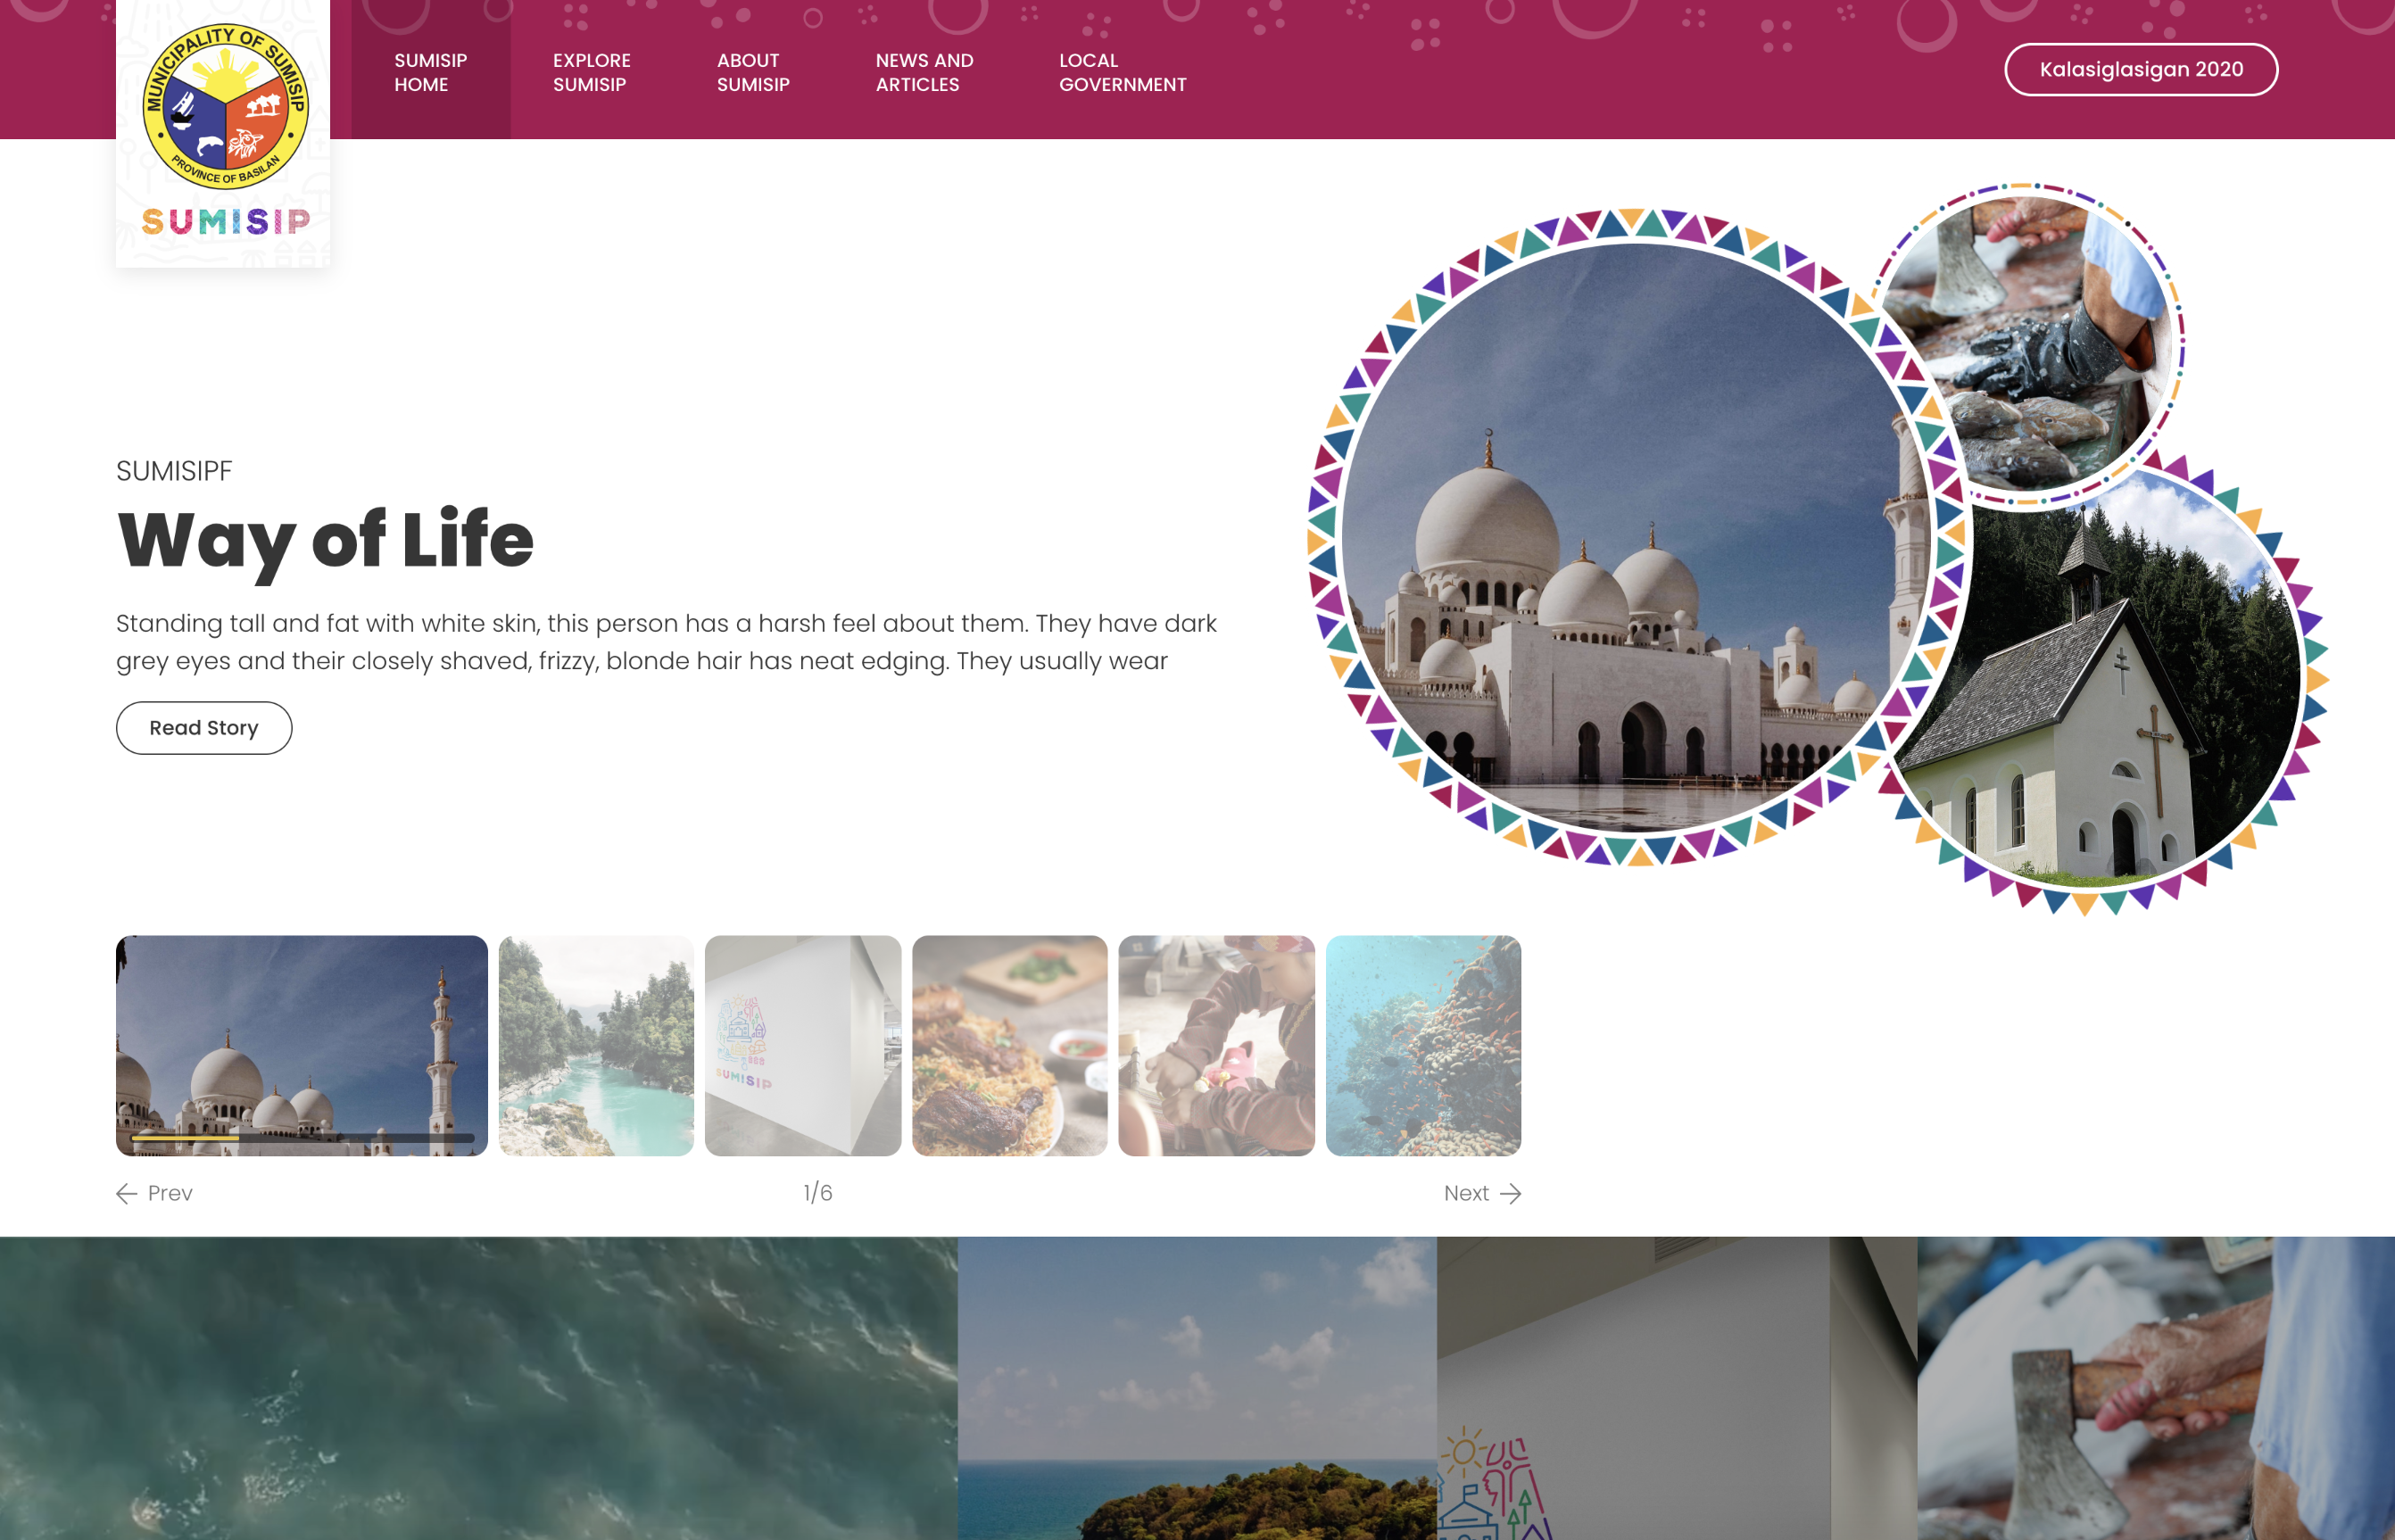 MUNICIPALITY OF SUMISIP
PROVINCE OF BASILAN
SUMISIP
SUMISIP
HOME
EXPLORE
SUMISIP
ABOUT
SUMISIP
NEWS AND
ARTICLES
LOCAL
GOVERNMENT
Kalasiglasigan 2020
SUMISIPF
Way of Life
Standing tall and fat with white skin, this person has a harsh feel about them. They have dark
grey eyes and their closely shaved, frizzy, blonde hair has neat edging. They usually wear
Read Story
SUMISIP
← Prev
1/6
Next →